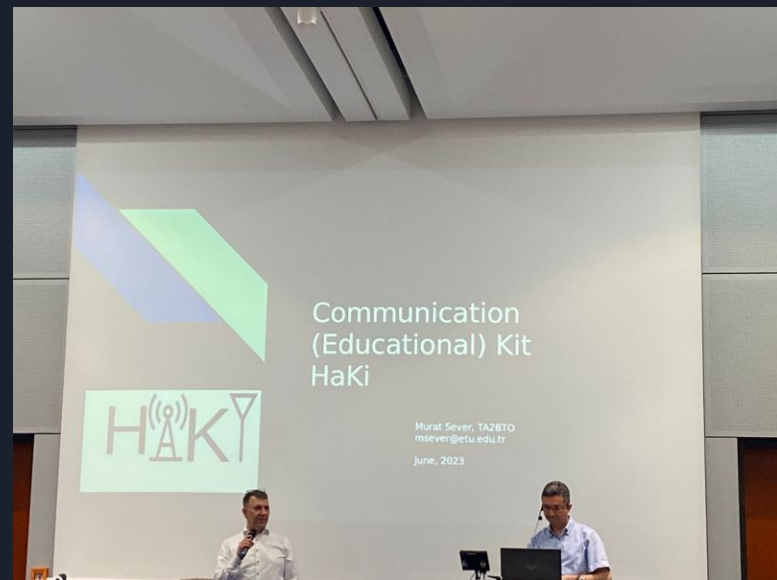 Communication
(Educational) Kit
HaKi
HAKY
Murat Sever, TA2BTO
msever@etu.edu.tr
June, 2023